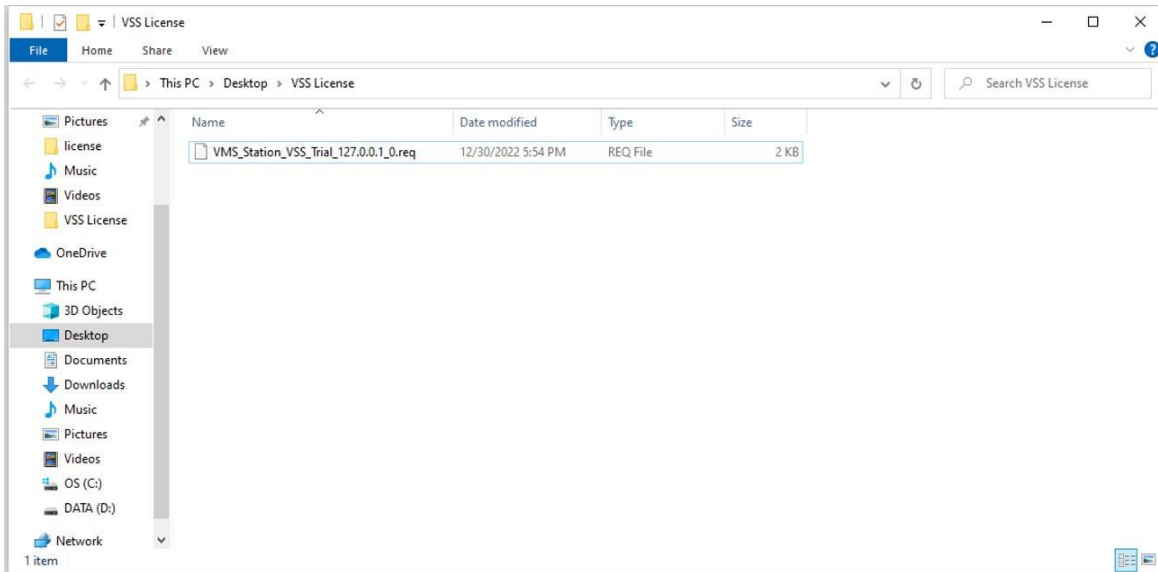 VSS License
File Home Share View
This PC > Desktop > VSS License
Search VSS License
Name Date modified Type Size
VMS_Station_VSS_Trial_127.0.0.1_0.req 12/30/2022 5:54 PM REQ File 2 KB
Pictures
license
Music
Videos
VSS License
OneDrive
This PC
3D Objects
Desktop
Documents
Downloads
Music
Pictures
Videos
OS (C:)
DATA (D:)
Network
1 item